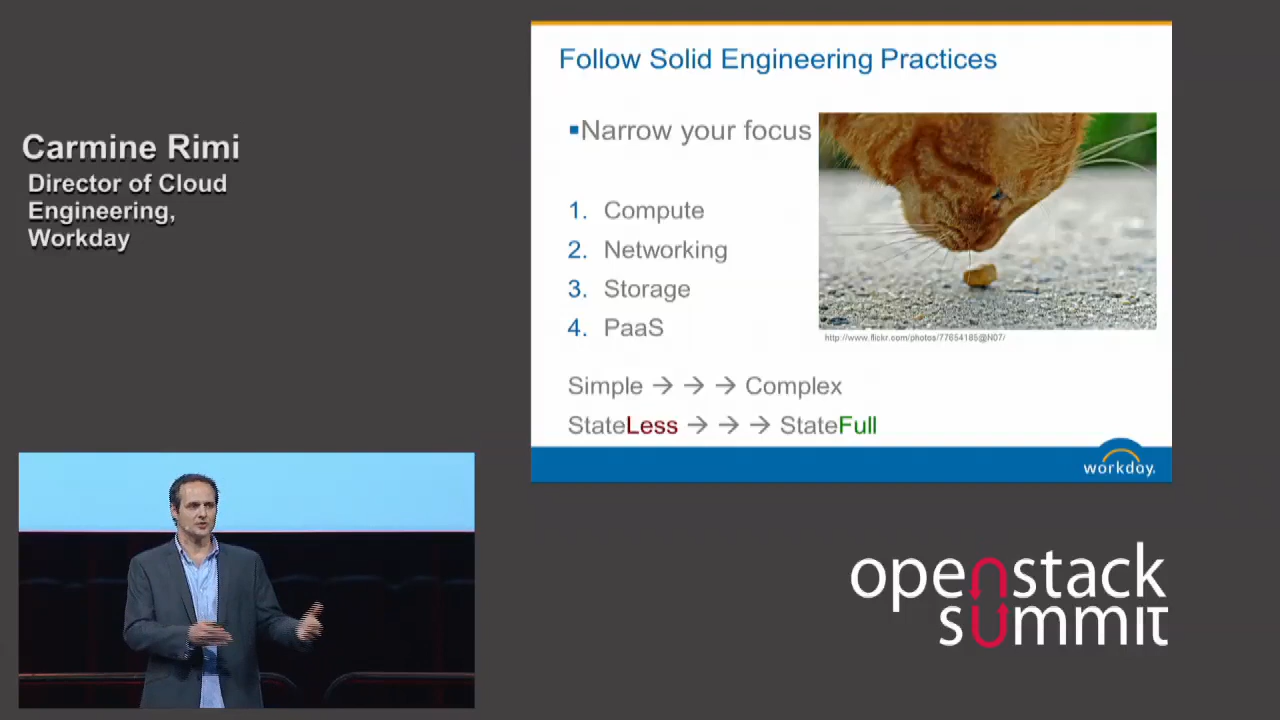 Carmine Rimi
Director of Cloud
Engineering,
Workday
Follow Solid Engineering Practices
▪Narrow your focus
1. Compute
2. Networking
3. Storage
4. PaaS
http://www.flickr.com/photos/77654185@N07/
Simple → → → Complex
StateLess → → → StateFull
workday.
openstack
summit